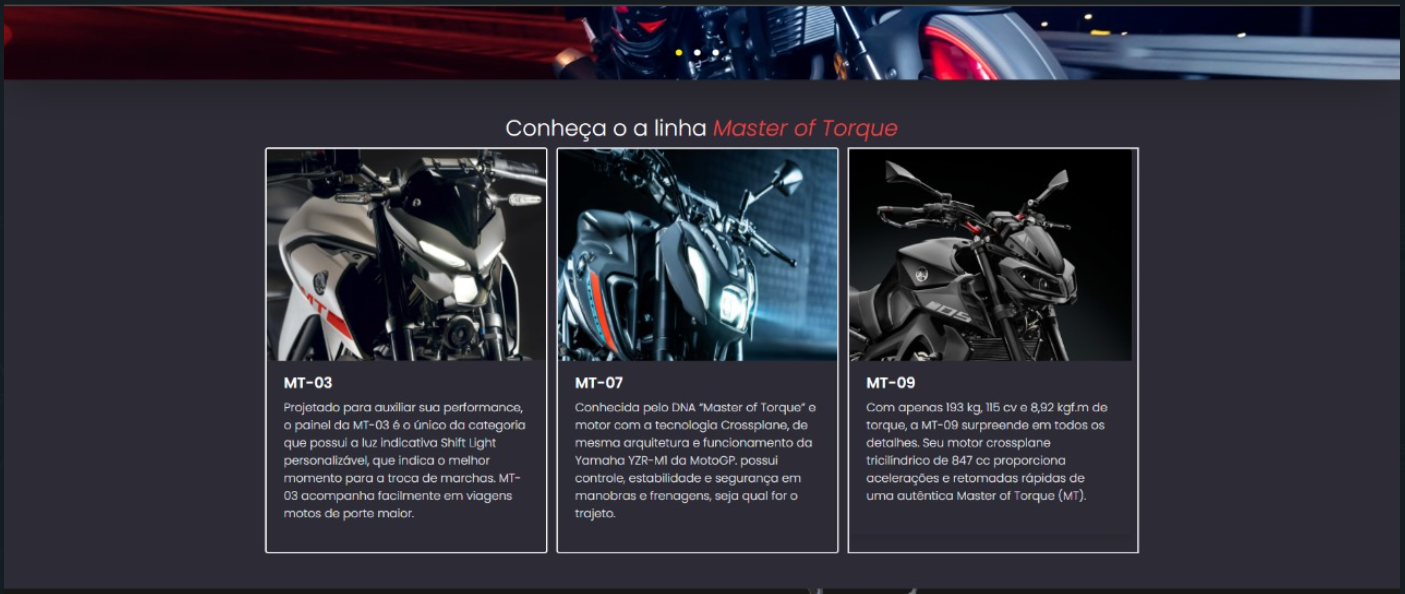 Conheça o a linha Master of Torque
MT
MT-03
Projetado para auxiliar sua performance,
o painel da MT-03 é o único da categoria
que possui a luz indicativa Shift Light
personalizável, que indica o melhor
momento para a troca de marchas. MT-
03 acompanha facilmente em viagens
motos de porte maior.
MT-07
Conhecida pelo DNA “Master of Torque” e
motor com a tecnologia Crossplane, de
mesma arquitetura e funcionamento da
Yamaha YZR-M1 da MotoGP. possui
controle, estabilidade e segurança em
manobras e frenagens, seja qual for o
trajeto.
MT-09
Com apenas 193 kg, 115 cv e 8,92 kgf.m de
torque, a MT-09 surpreende em todos os
detalhes. Seu motor crossplane
tricilíndrico de 847 cc proporciona
acelerações e retomadas rápidas de
uma autêntica Master of Torque (MT).